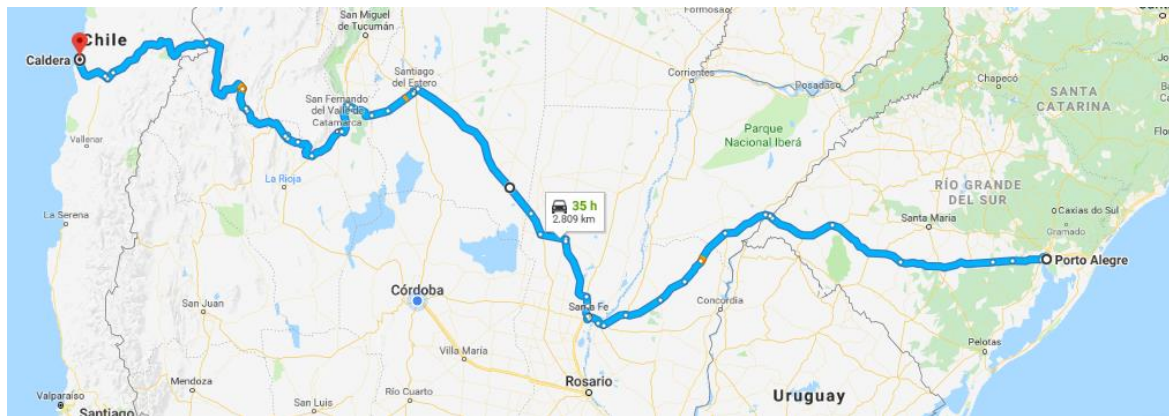 San Miguel
de Tucumán
Formosa
Chile
Caldera
Corrientes
Posadas
Chapecó
Santiago
del Estero
SANTA
CATARINA
San Fernando
del Valle de
Catamarca
Parque
Nacional Iberá
Vallenar
La Rioja
RÍO GRANDE
DEL SUR
35 h
2.809 km
Santa Maria
Caxias do Sul
La Serena
Gramado
Porto Alegre
Córdoba
San Juan
Santa Fe
Concordia
Villa María
Pelotas
Mendoza
Río Cuarto
Rosario
Valparaíso
San Luis
Uruguay
Santiago